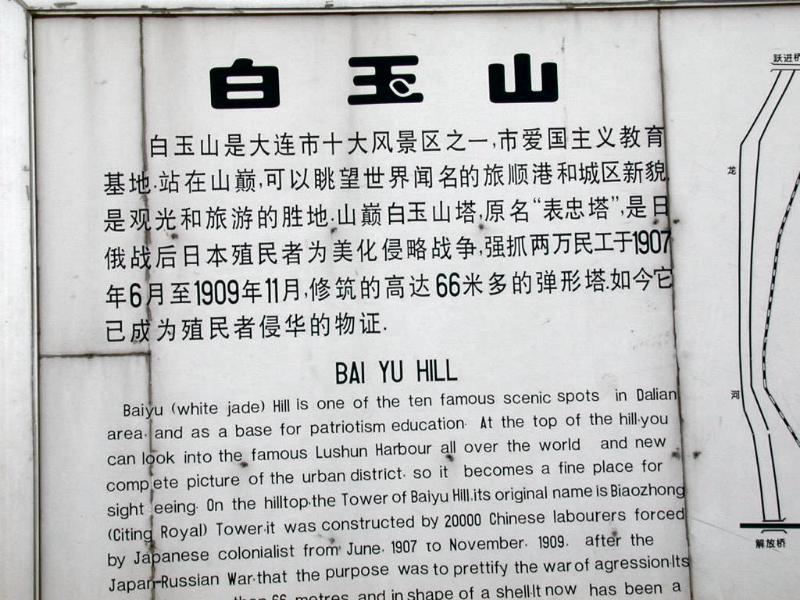 白玉山
白玉山是大连市十大风景区之一,市爱国主义教育
基地.站在山巅,可以眺望世界闻名的旅顺港和城区新貌
是观光和旅游的胜地.山巅白玉山塔,原名"表忠塔",是日
俄战后日本殖民者为美化侵略战争,强抓两万民工于1907
年6月至1909年11月,修筑的高达66米多的弹形塔.如今它
已成为殖民者侵华的物证.
BAI YU HILL
Baiyu (white jade) Hill is one of the ten famous scenic spots in Dalian
area. and as a base for patriotism education. At the top of the hill.you
can look into the famous Lushun Harbour all over the world and new
comp ete picture of the urban district. so it becomes a fine place for
sight eeing. On the hilltop.the Tower of Baiyu Hill.its original name is Biaozhong
(Citing Royal) Tower.it was constructed by 20000 Chinese labourers forced
by Japanese colonialist from June. 1907 to November. 1909. after the
Japan-Russian War.that the purpose was to prettify the war of agression.Its
than 66 metres and in shape of a shell.It now has been a
跃进桥
龙
河
解放桥